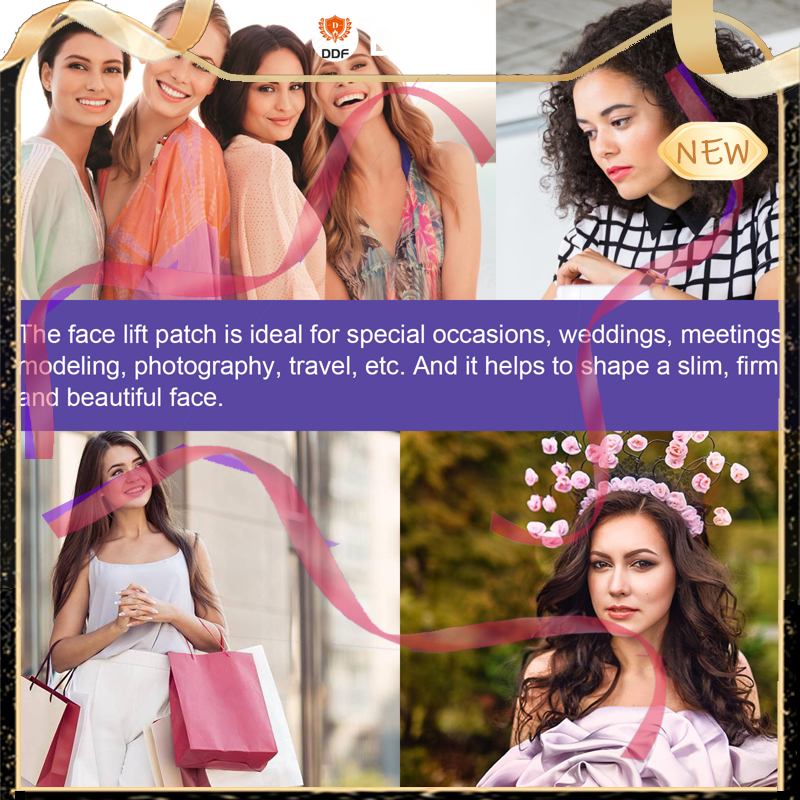 DDF
NEW
The face lift patch is ideal for special occasions, weddings, meetings
modeling, photography, travel, etc. And it helps to shape a slim, firm
and beautiful face.